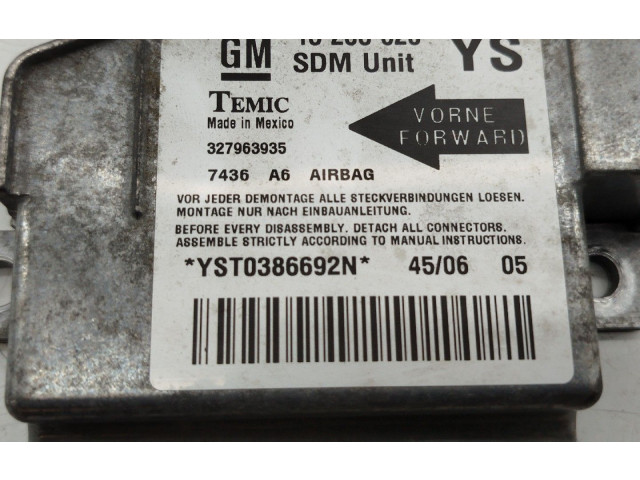 GM SDM Unit YS
TEMIC
Made in Mexico
VORNE
FORWARD
327963935
7436 A6 AIRBAG
VOR JEDER DEMONTAGE ALLE STECKVERBINDUNGEN LOESEN.
MONTAGE NUR NACH EINBAUANLEITUNG.
BEFORE EVERY DISASSEMBLY. DETACH ALL CONNECTORS.
ASSEMBLE STRICTLY ACCORDING TO MANUAL INSTRUCTIONS.
*YST0386692N* 45/06 05